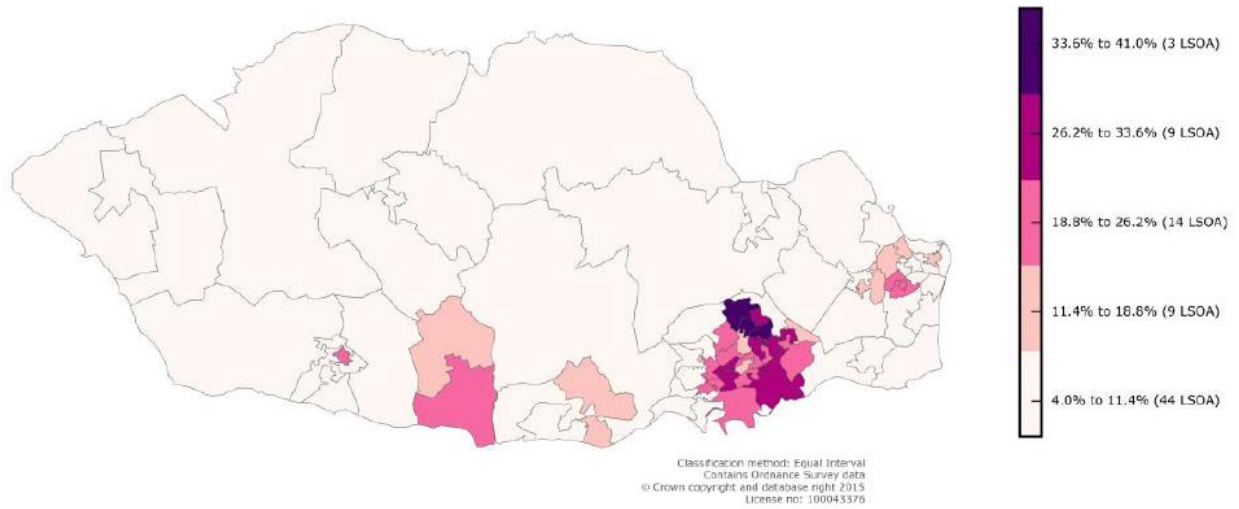 33.6% to 41.0% (3 LSOA)
26.2% to 33.6% (9 LSOA)
18.8% to 26.2% (14 LSOA)
11.4% to 18.8% (9 LSOA)
4.0% to 11.4% (44 LSOA)
Classification method: Equal Interval
Contains Ordnance Survey data
© Crown copyright and database right 2015
License no: 100043376